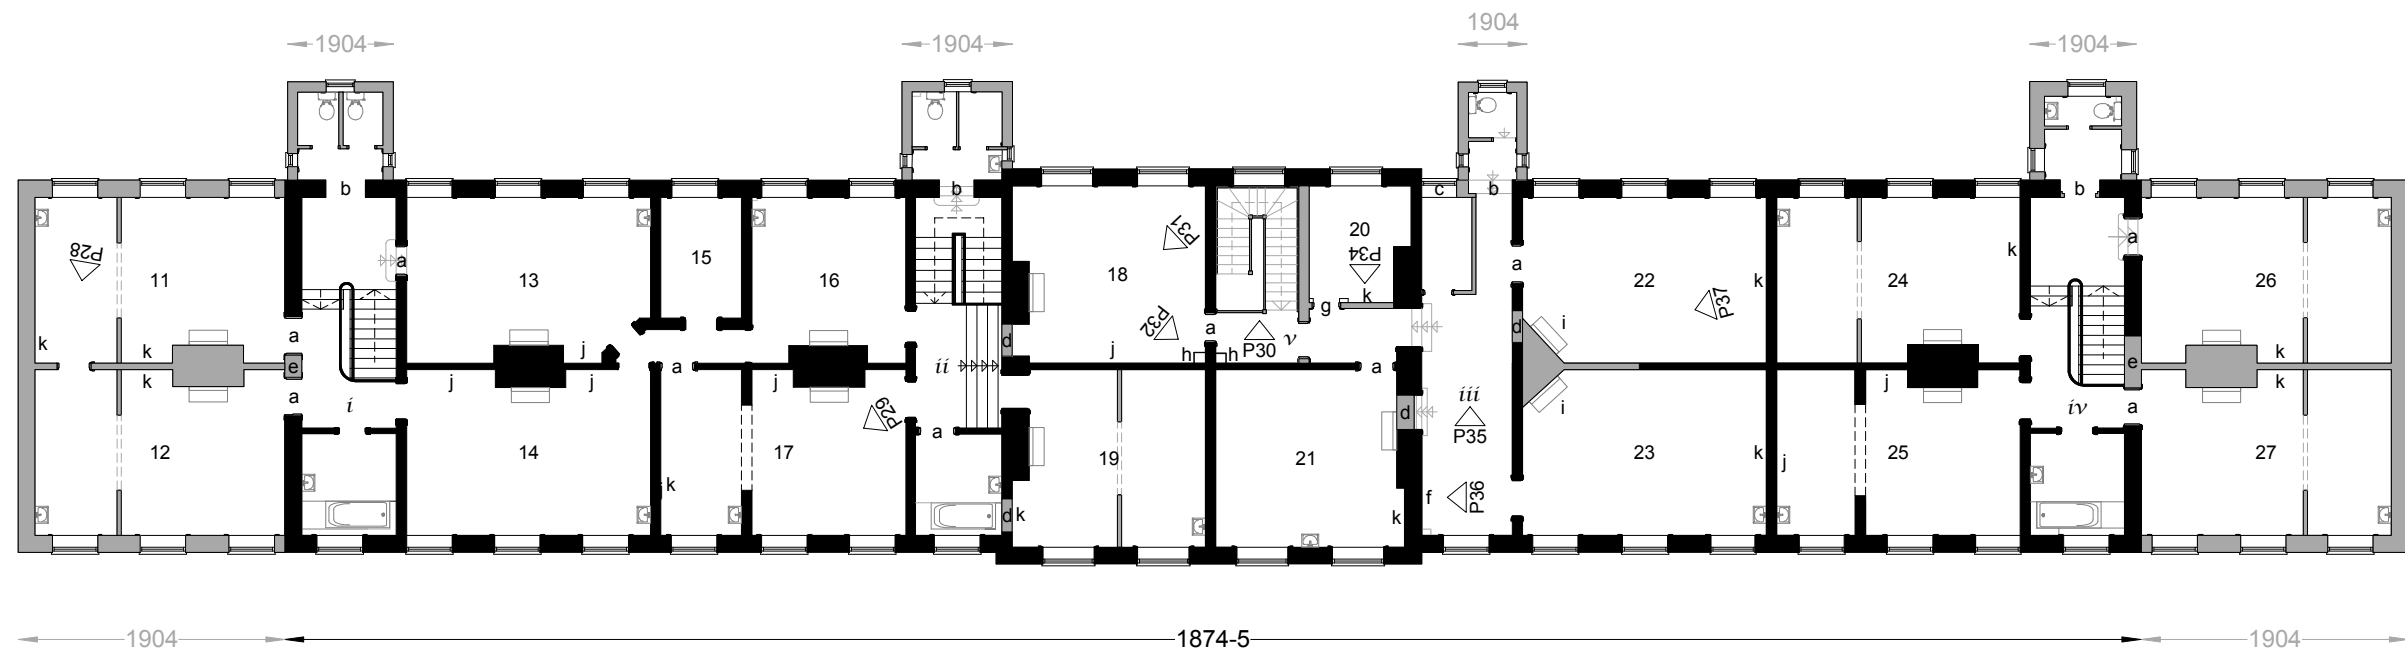 1904
1904
1904
1904
b
b
c
b
b
P28
11
a
13
15
16
18
P31
20
P34
a
22
k
P37
24
k
a
26
k
k
a
j
a
d
P32
a
P30
v
g
k
d
i
k
k
e
j
j
j
a
j
ii
j
h
h
a
iii
i
j
iv
e
k
a
a
i
P29
a
d
P35
12
14
17
19
21
23
k
j
25
27
k
d
k
k
f
P36
1904
1874-5
1904